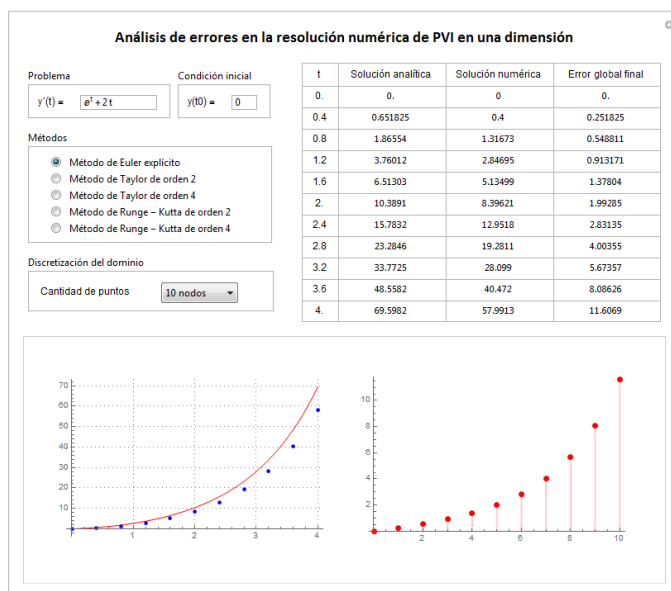 Análisis de errores en la resolución numérica de PVI en una dimensión
Problema
y'(t) = e^t + 2 t
Condición inicial
y(t0) = 0
Métodos
Método de Euler explícito
Método de Taylor de orden 2
Método de Taylor de orden 4
Método de Runge – Kutta de orden 2
Método de Runge – Kutta de orden 4
Discretización del dominio
Cantidad de puntos 10 nodos
t Solución analítica Solución numérica Error global final
0. 0. 0 0.
0.4 0.651825 0.4 0.251825
0.8 1.86554 1.31673 0.548811
1.2 3.76012 2.84695 0.913171
1.6 6.51303 5.13499 1.37804
2. 10.3891 8.39621 1.99285
2.4 15.7832 12.9518 2.83135
2.8 23.2846 19.2811 4.00355
3.2 33.7725 28.099 5.67357
3.6 48.5582 40.472 8.08626
4. 69.5982 57.9913 11.6069
70
60
50
40
30
20
10
1 2 3 4
10
8
6
4
2
2 4 6 8 10